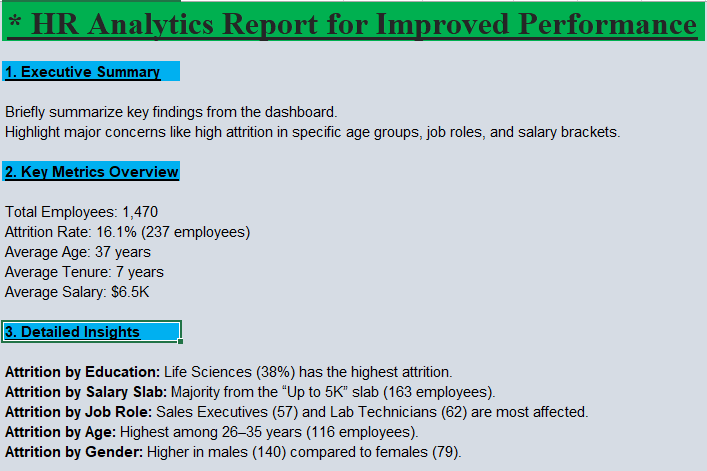 * HR Analytics Report for Improved Performance
1. Executive Summary
Briefly summarize key findings from the dashboard.
Highlight major concerns like high attrition in specific age groups, job roles, and salary brackets.
2. Key Metrics Overview
Total Employees: 1,470
Attrition Rate: 16.1% (237 employees)
Average Age: 37 years
Average Tenure: 7 years
Average Salary: $6.5K
3. Detailed Insights
Attrition by Education: Life Sciences (38%) has the highest attrition.
Attrition by Salary Slab: Majority from the “Up to 5K” slab (163 employees).
Attrition by Job Role: Sales Executives (57) and Lab Technicians (62) are most affected.
Attrition by Age: Highest among 26–35 years (116 employees).
Attrition by Gender: Higher in males (140) compared to females (79).